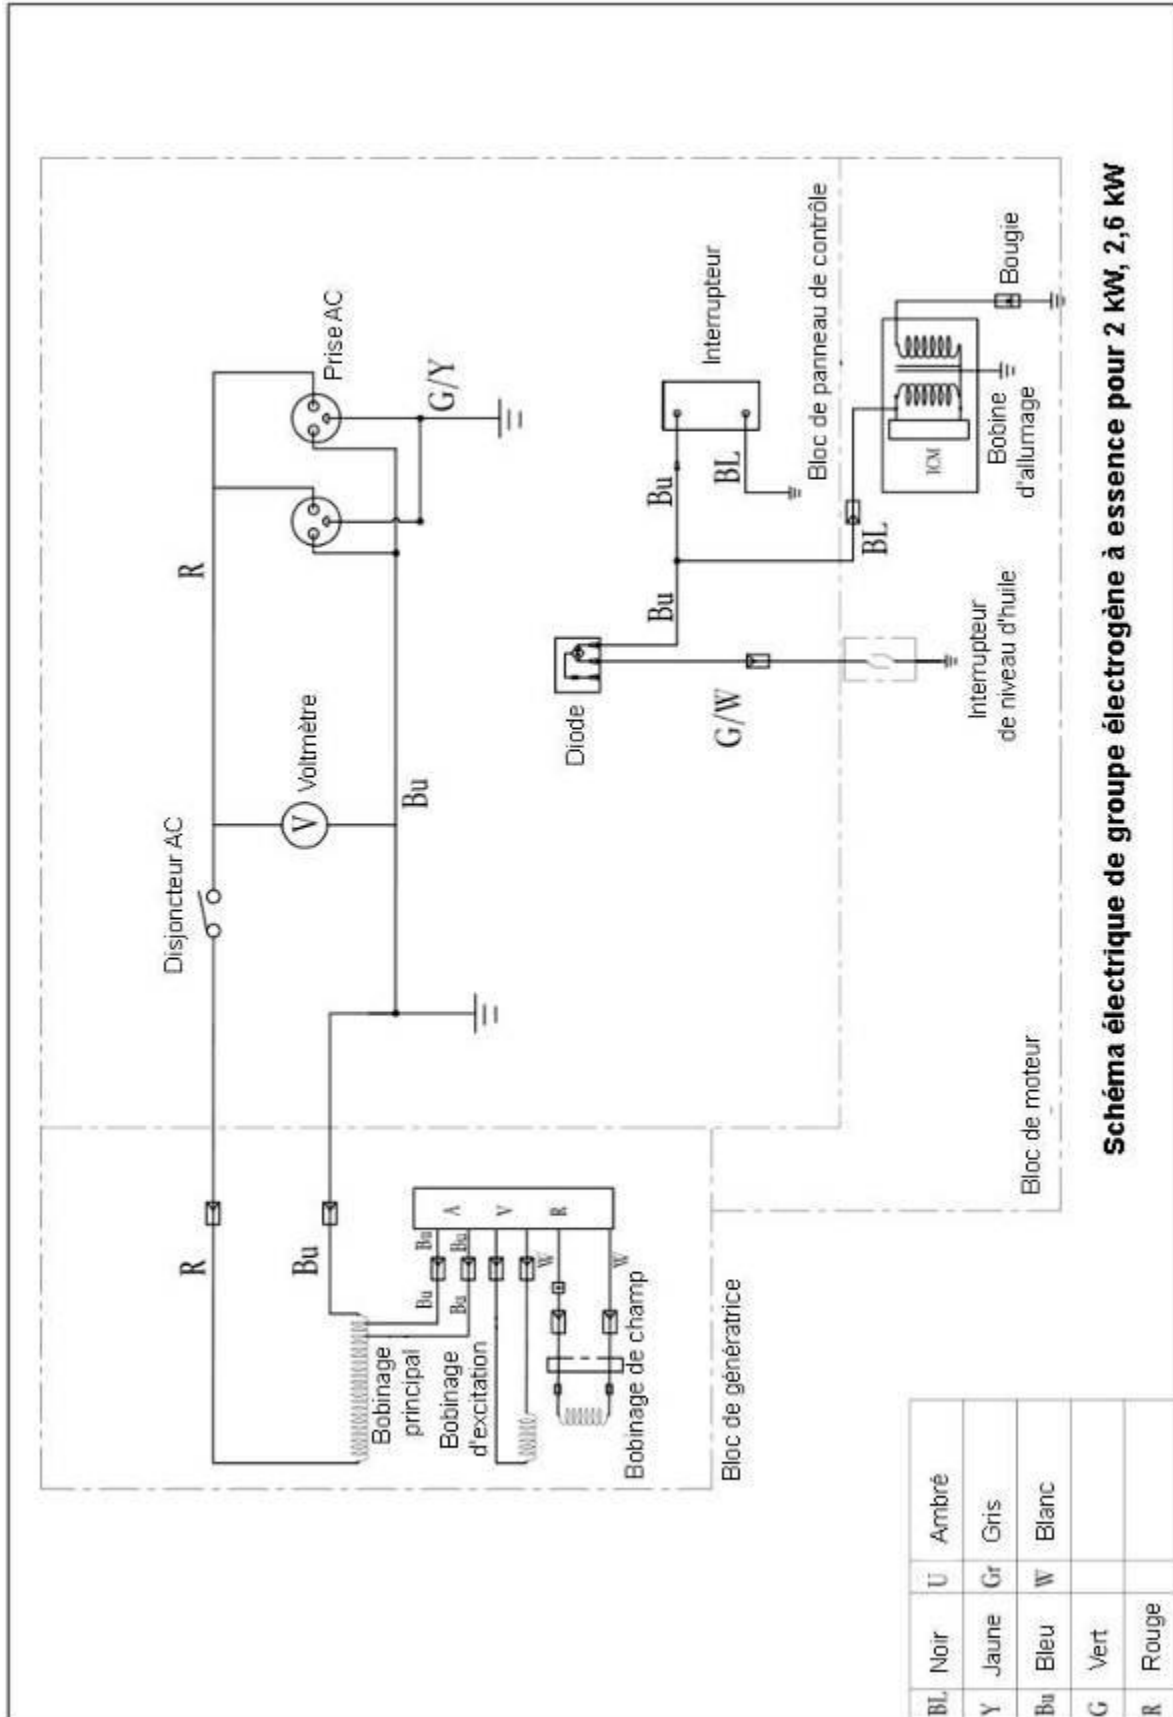 R
Disjoncteur AC
Voltmètre
R
Prise AC
V
Bu
G/Y
R
Bu
Bobinage
principal
Bobinage
d'excitation
Bobinage de champ
Bu
Bu
Bu
Bu
W
W
A
V
R
Bloc de génératrice
Diode
Bu
Bu
BL
Interrupteur
G/W
Bloc de panneau de contrôle
BL
Interrupteur
de niveau d'huile
ICM
Bobine
d'allumage
Bougie
Bloc de moteur
Schéma électrique de groupe électrogène à essence pour 2 kW, 2,6 kW
BL Noir U Ambré
Y Jaune Gr Gris
Bu Bleu W Blanc
G Vert
R Rouge